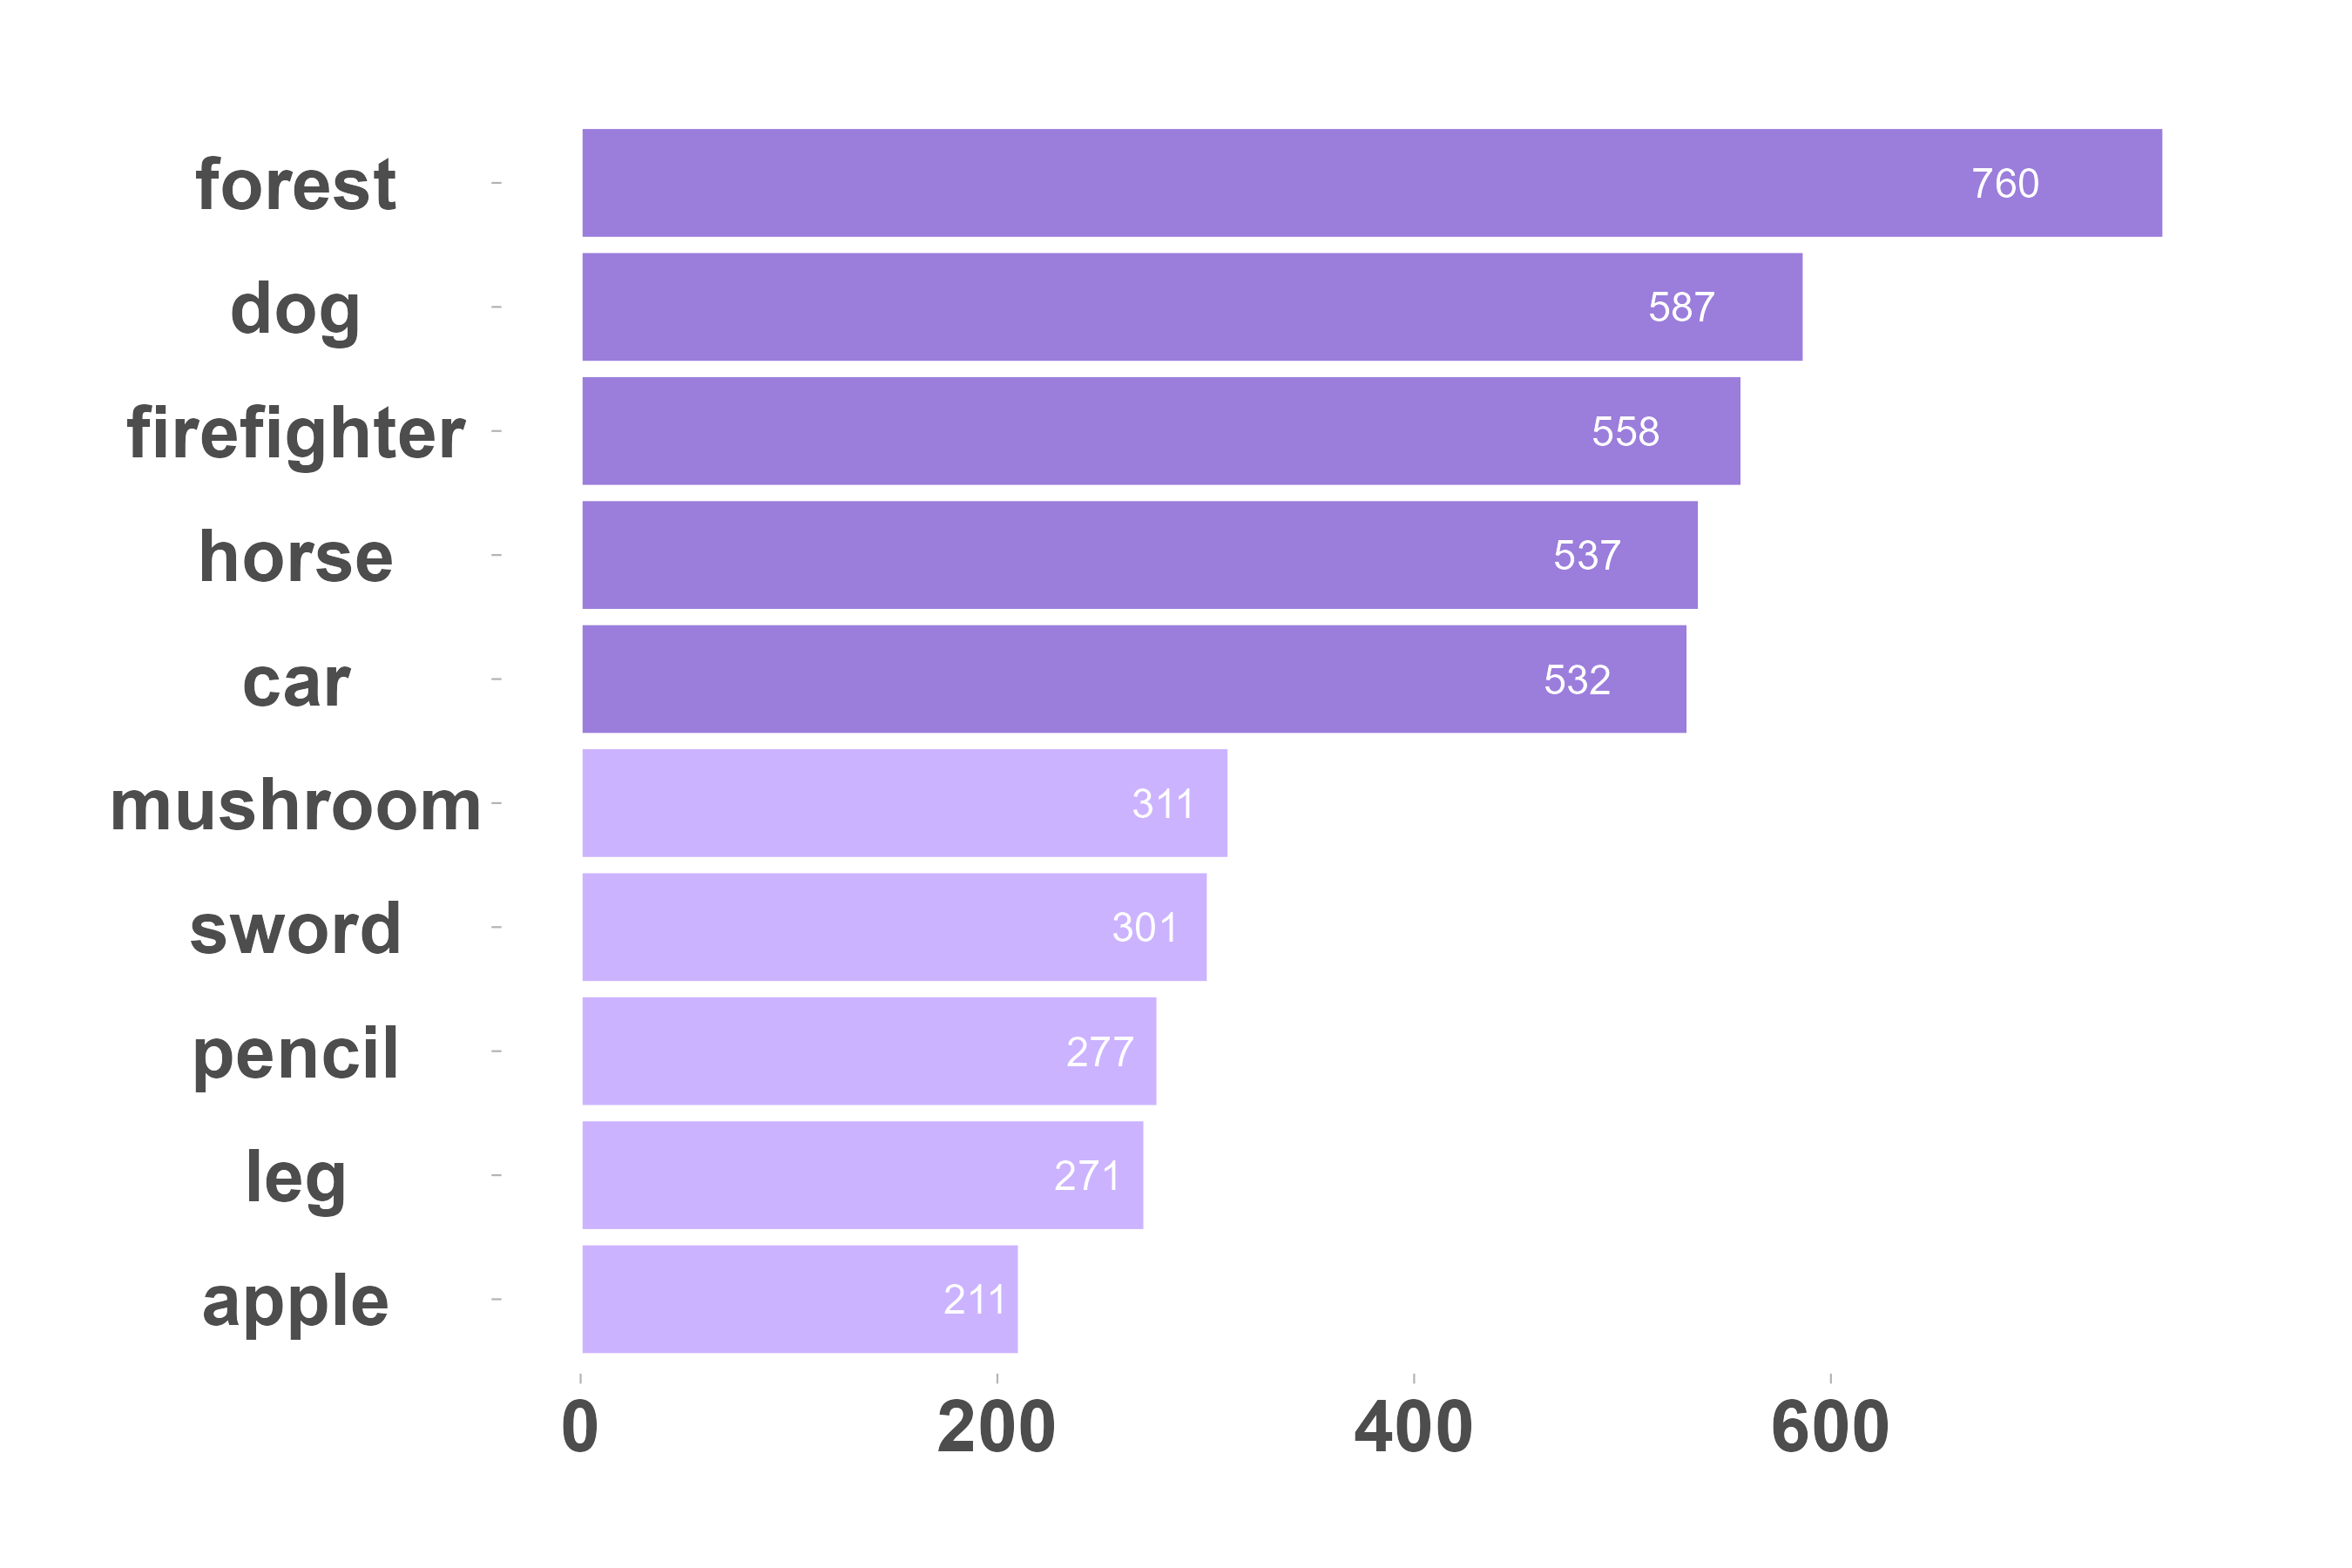 forest 760
dog 587
firefighter 558
horse 537
car 532
mushroom 311
sword 301
pencil 277
leg 271
apple 211
0 200 400 600